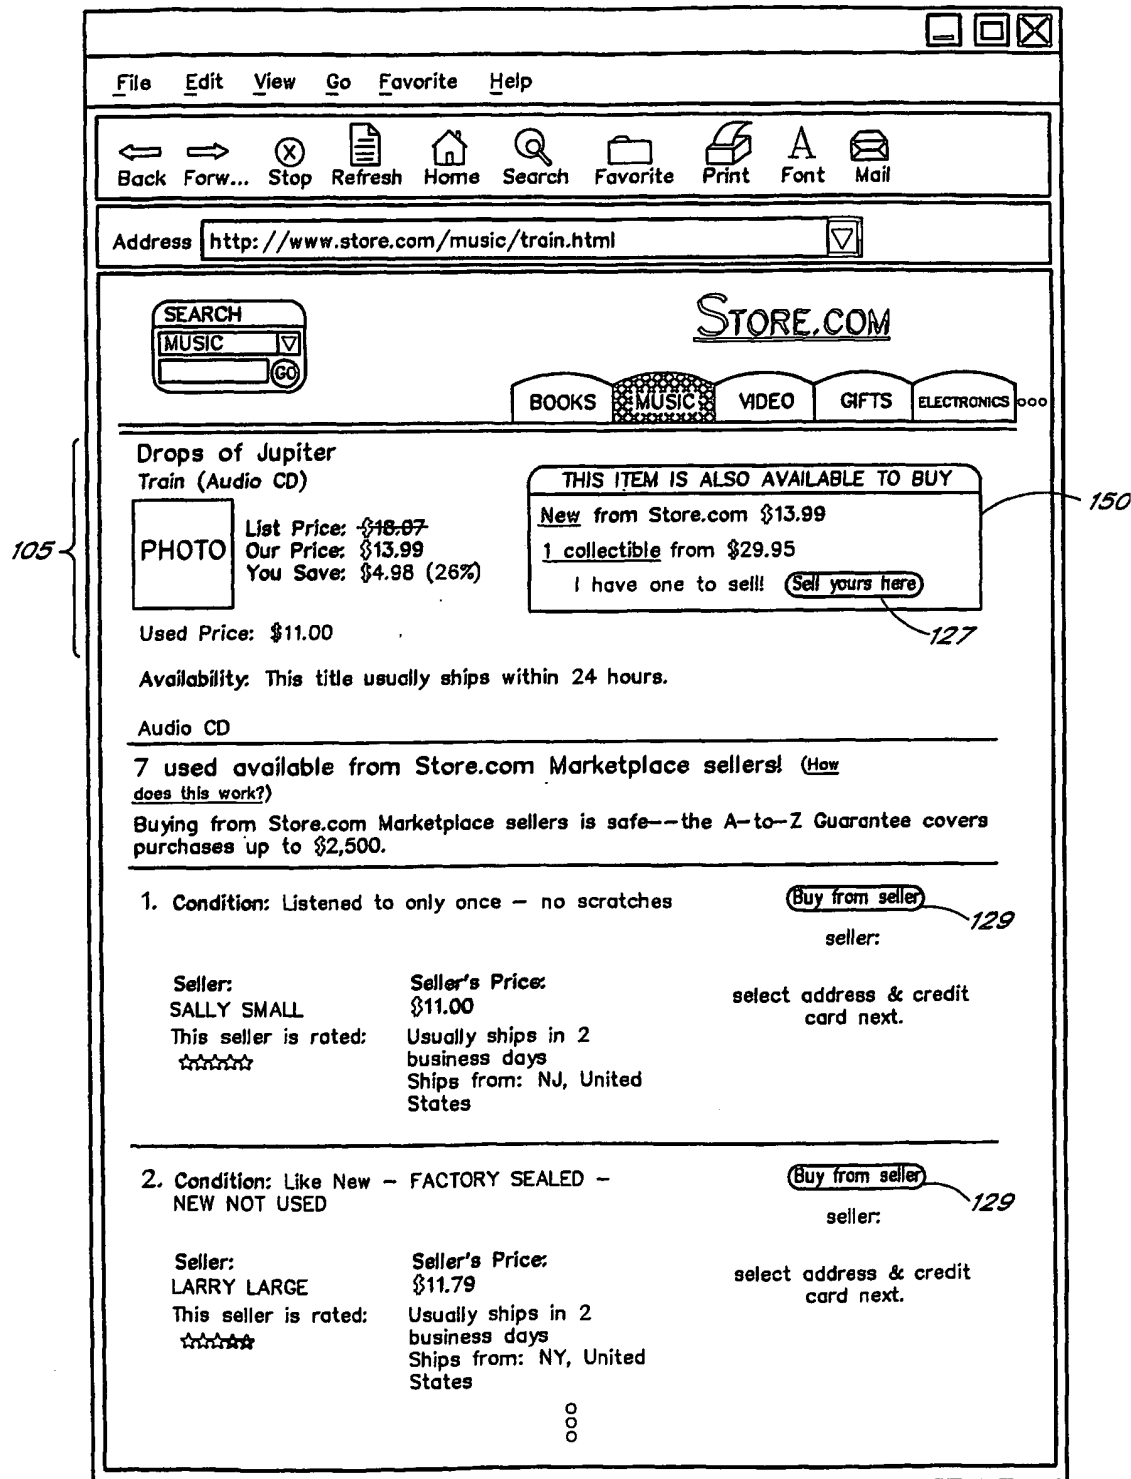 File Edit View Go Favorite Help
Back Forw... Stop Refresh Home Search Favorite Print Font Mail
Address http://www.store.com/music/train.html
SEARCH
MUSIC
GO
STORE.COM
BOOKS MUSIC VIDEO GIFTS ELECTRONICS ooo
Drops of Jupiter
Train (Audio CD)
PHOTO
List Price: $18.07
Our Price: $13.99
You Save: $4.98 (26%)
Used Price: $11.00
105
THIS ITEM IS ALSO AVAILABLE TO BUY
New from Store.com $13.99
1 collectible from $29.95
I have one to sell! Sell yours here
150
127
Availability: This title usually ships within 24 hours.
Audio CD
7 used available from Store.com Marketplace sellers! (How
does this work?)
Buying from Store.com Marketplace sellers is safe--the A-to-Z Guarantee covers
purchases up to $2,500.
1. Condition: Listened to only once – no scratches
Buy from seller
129
seller:
Seller:
SALLY SMALL
This seller is rated:
Seller's Price:
$11.00
Usually ships in 2
business days
Ships from: NJ, United
States
select address & credit
card next.
2. Condition: Like New – FACTORY SEALED –
NEW NOT USED
Buy from seller
129
seller:
Seller:
LARRY LARGE
This seller is rated:
Seller's Price:
$11.79
Usually ships in 2
business days
Ships from: NY, United
States
select address & credit
card next.